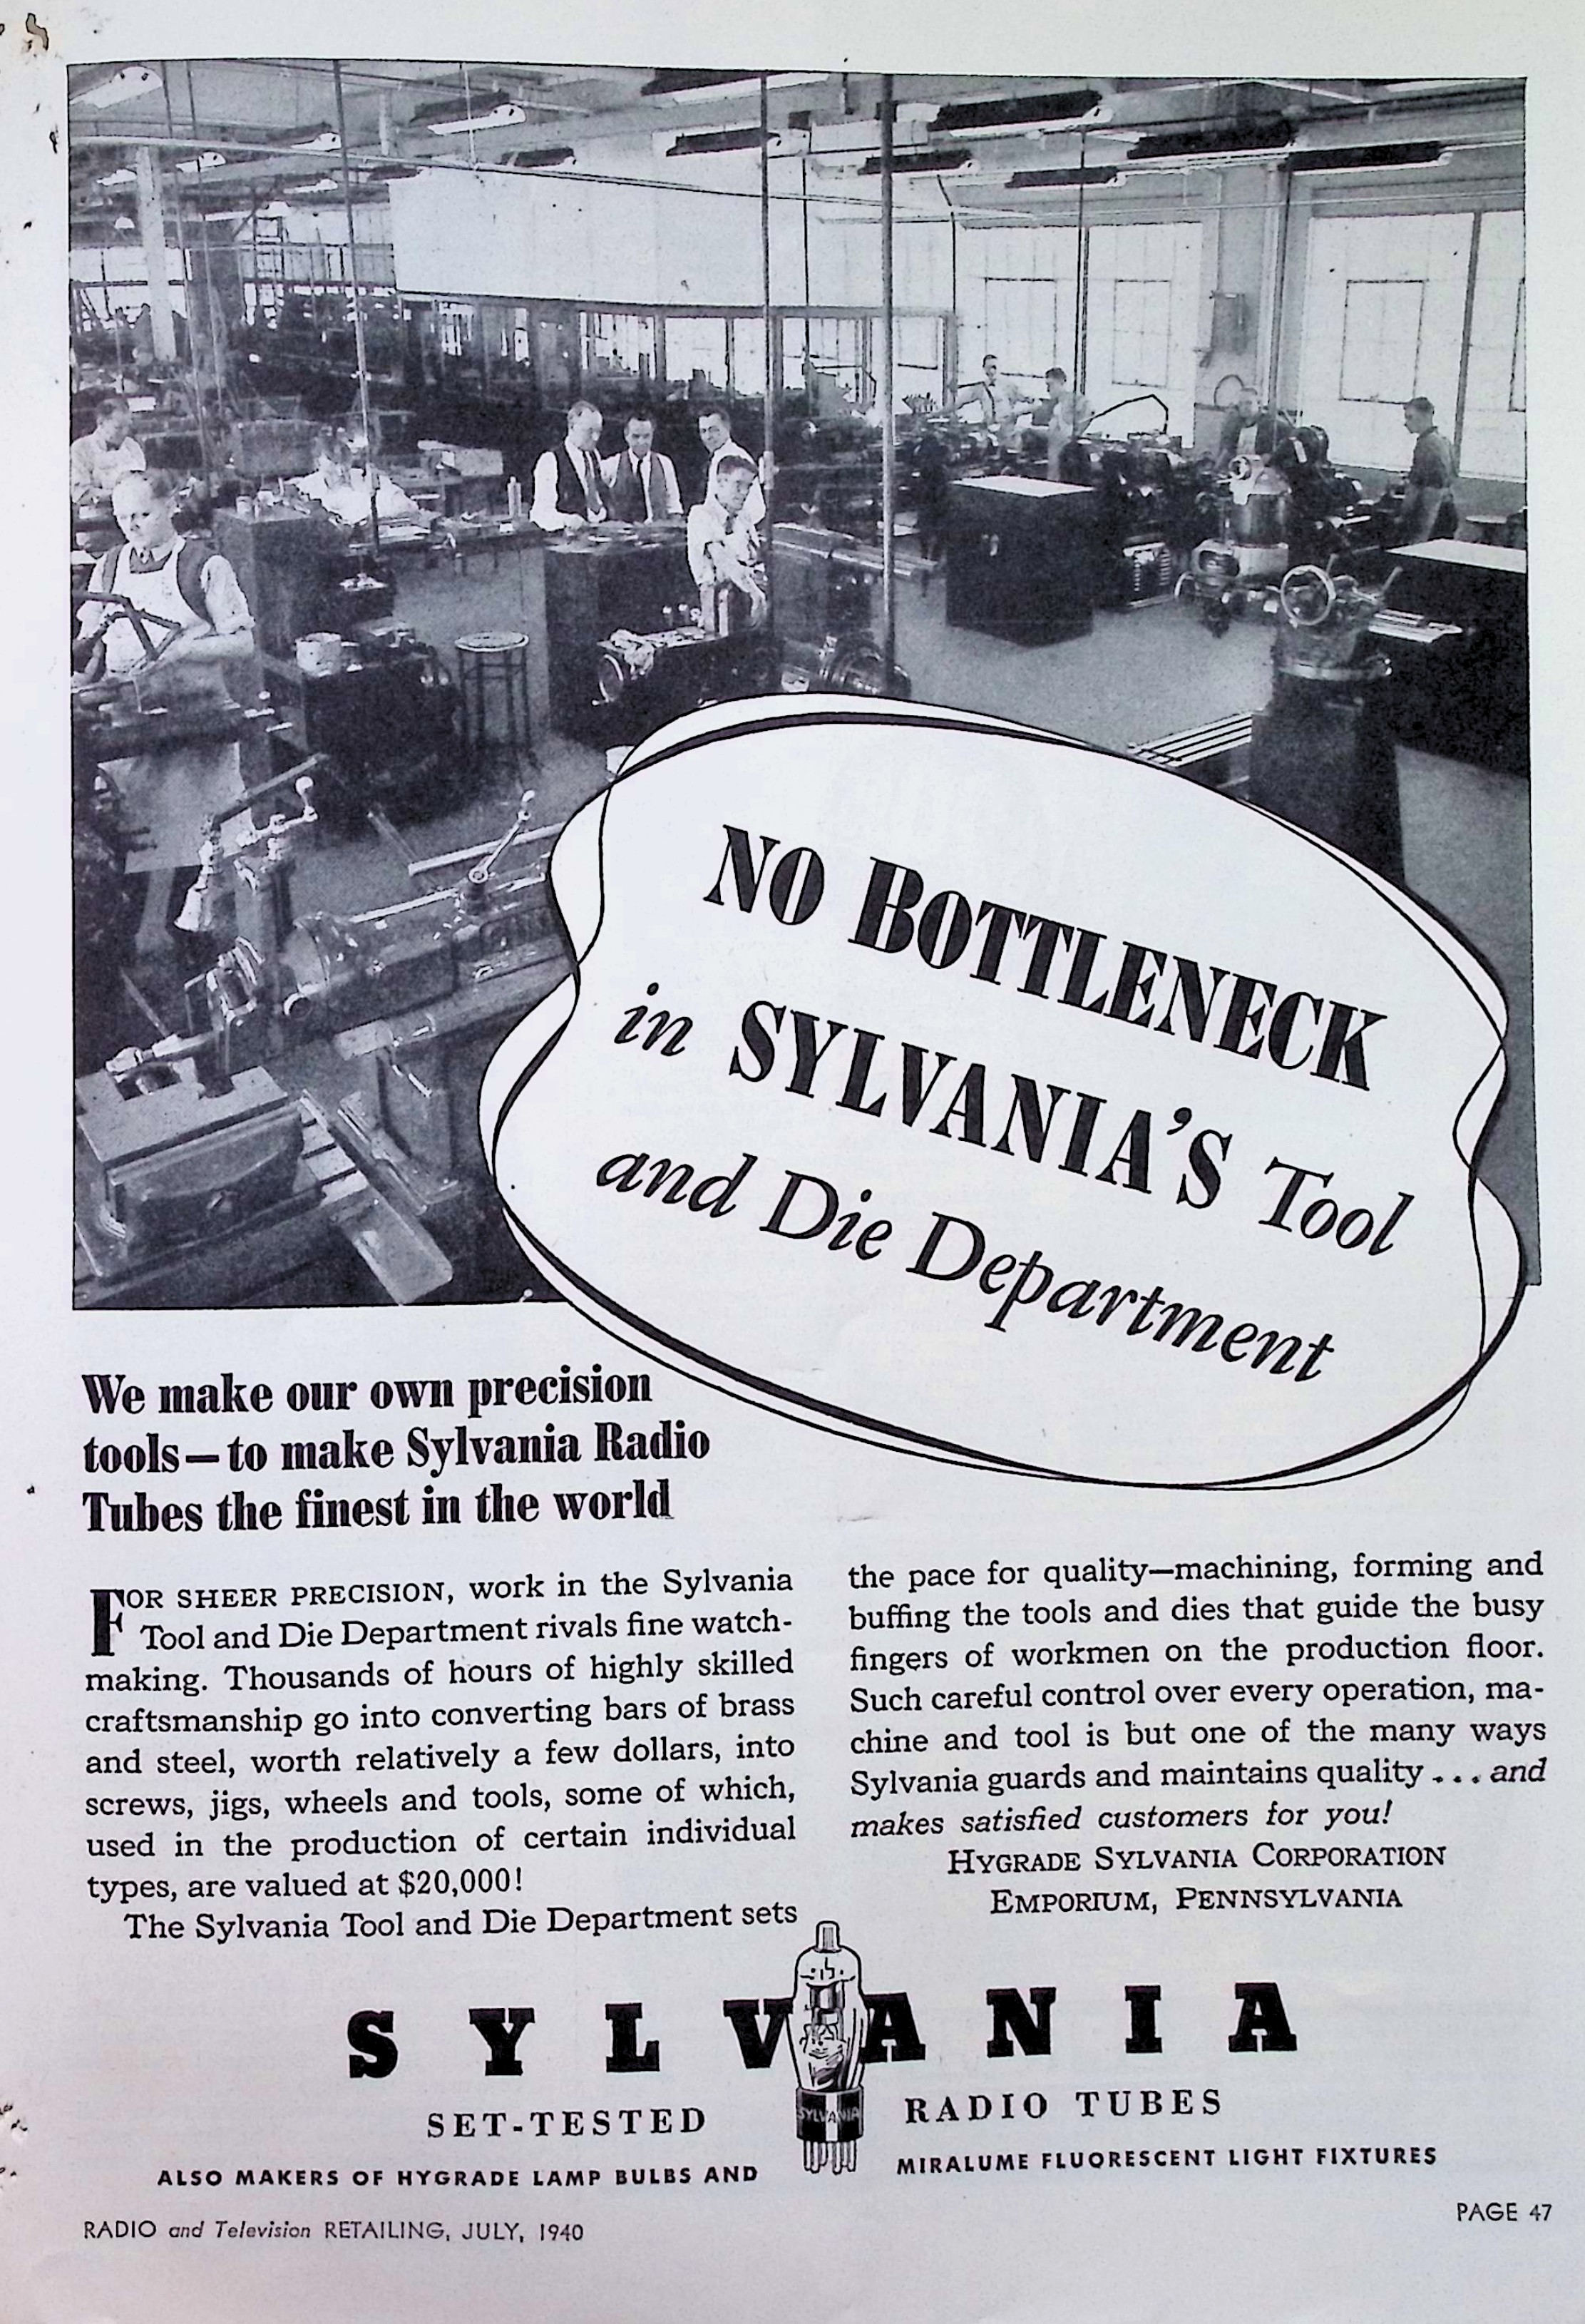 NO BOTTLENECK
in SYLVANIA'S Tool
and Die Department
We make our own precision
tools—to make Sylvania Radio
Tubes the finest in the world
FOR SHEER PRECISION, work in the Sylvania
Tool and Die Department rivals fine watch-
making. Thousands of hours of highly skilled
craftsmanship go into converting bars of brass
and steel, worth relatively a few dollars, into
screws, jigs, wheels and tools, some of which,
used in the production of certain individual
types, are valued at $20,000!
The Sylvania Tool and Die Department sets
the pace for quality—machining, forming and
buffing the tools and dies that guide the busy
fingers of workmen on the production floor.
Such careful control over every operation, ma-
chine and tool is but one of the many ways
Sylvania guards and maintains quality . . . and
makes satisfied customers for you!
HYGRADE SYLVANIA CORPORATION
EMPORIUM, PENNSYLVANIA
SYLVANIA
SYLVANIA
SET-TESTED RADIO TUBES
ALSO MAKERS OF HYGRADE LAMP BULBS AND MIRALUME FLUORESCENT LIGHT FIXTURES
RADIO and Television RETAILING, JULY, 1940
PAGE 47